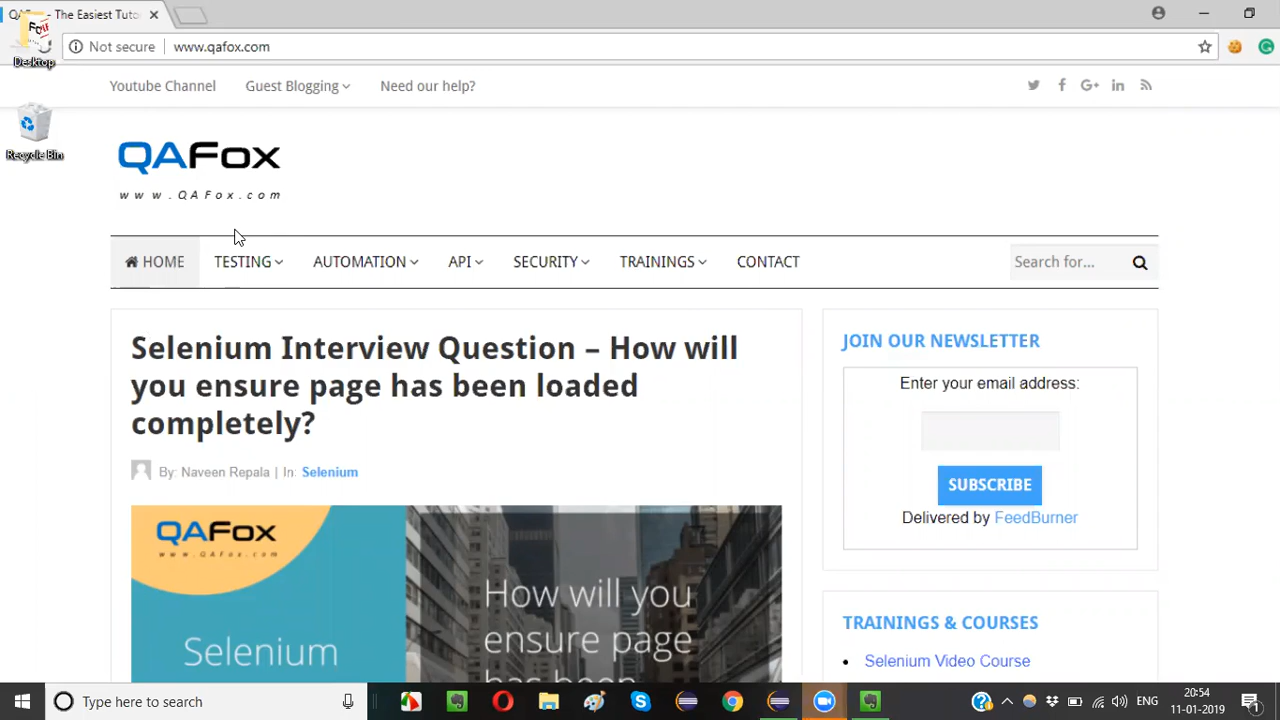 QAFox - The Easiest Tuto
Desktop
Recycle Bin
Not secure
www.qafox.com
Youtube Channel
Guest Blogging
Need our help?
QAFox
www.QAFox.com
HOME
TESTING
AUTOMATION
API
SECURITY
TRAININGS
CONTACT
Search for...
Selenium Interview Question – How will
you ensure page has been loaded
completely?
By: Naveen Repala | In: Selenium
QAFox
www.QAFox.com
Selenium
How will you
ensure page
has been
JOIN OUR NEWSLETTER
Enter your email address:
SUBSCRIBE
Delivered by FeedBurner
TRAININGS & COURSES
Selenium Video Course
Type here to search
ENG
20:54
11-01-2019